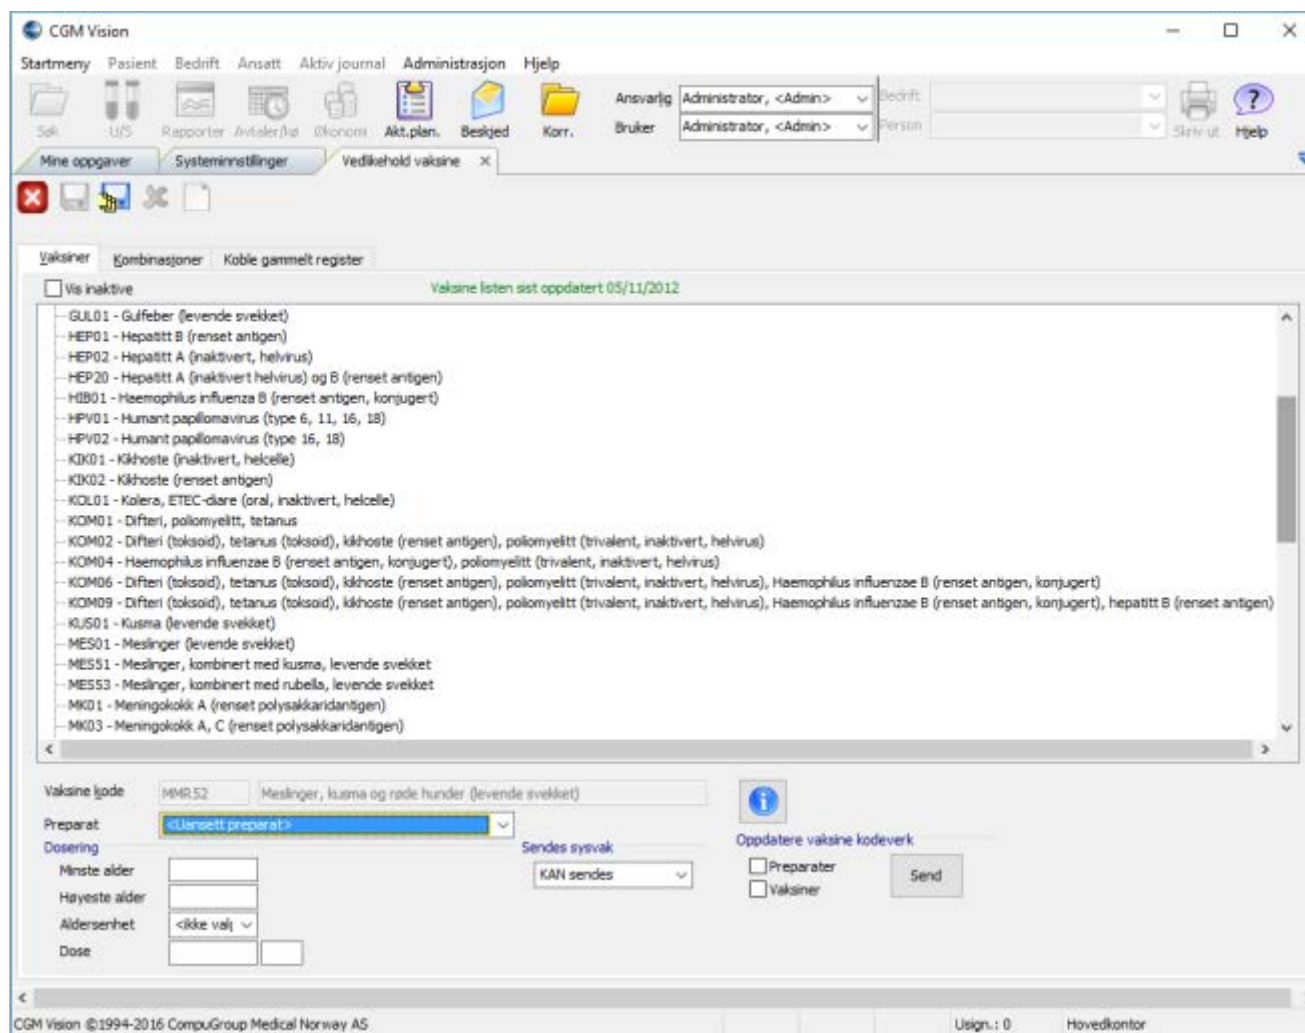 CGM Vision
Startmeny Pasient Bedrift Ansatt Aktiv journal Administrasjon Hjelp
Ansvarlig Administrator, <Admin> Bedrift
Bruker Administrator, <Admin> Person
Søk U/S Rapporter Avtaler/kø Økonomi Akt.plan. Beskjed Korr. Skriv ut Hjelp
Mine oppgaver Systeminnstillinger Vedlikehold vaksine
Vaksiner Kombinasjoner Koble gammelt register
Vis inaktive Vaksine listen sist oppdatert 05/11/2012
GUL01 - Gulfeber (levende svekket)
HEP01 - Hepatitt B (renset antigen)
HEP02 - Hepatitt A (inaktivert, helvirus)
HEP20 - Hepatitt A (inaktivert helvirus) og B (renset antigen)
HIB01 - Haemophilus influenza B (renset antigen, konjugert)
HPV01 - Humant papillomavirus (type 6, 11, 16, 18)
HPV02 - Humant papillomavirus (type 16, 18)
KIK01 - Kikhoste (inaktivert, helcelle)
KIK02 - Kikhoste (renset antigen)
KOL01 - Kolera, ETEC-diare (oral, inaktivert, helcelle)
KOM01 - Difteri, poliomyelitt, tetanus
KOM02 - Difteri (toksoid), tetanus (toksoid), kikhoste (renset antigen), poliomyelitt (trivalent, inaktivert, helvirus)
KOM04 - Haemophilus influenzae B (renset antigen, konjugert), poliomyelitt (trivalent, inaktivert, helvirus)
KOM06 - Difteri (toksoid), tetanus (toksoid), kikhoste (renset antigen), poliomyelitt (trivalent, inaktivert, helvirus), Haemophilus influenzae B (renset antigen, konjugert)
KOM09 - Difteri (toksoid), tetanus (toksoid), kikhoste (renset antigen), poliomyelitt (trivalent, inaktivert, helvirus), Haemophilus influenzae B (renset antigen, konjugert), hepatitt B (renset antigen)
KUS01 - Kusma (levende svekket)
MES01 - Meslinger (levende svekket)
MES51 - Meslinger, kombinert med kusma, levende svekket
MES53 - Meslinger, kombinert med rubella, levende svekket
MK01 - Meningokokk A (renset polysakkaridantigen)
MK03 - Meningokokk A, C (renset polysakkaridantigen)
Vaksine kode MMR52 Meslinger, kusma og røde hunder (levende svekket)
Preparat <Uansett preparat>
Dosering Sendes sysvak Oppdatere vaksine kodeverk
Minste alder KAN sendes Preparater Send
Høyeste alder Vaksiner
Aldersenhet <Ikke valg
Dose
CGM Vision ©1994-2016 CompuGroup Medical Norway AS Usign.: 0 Hovedkontor